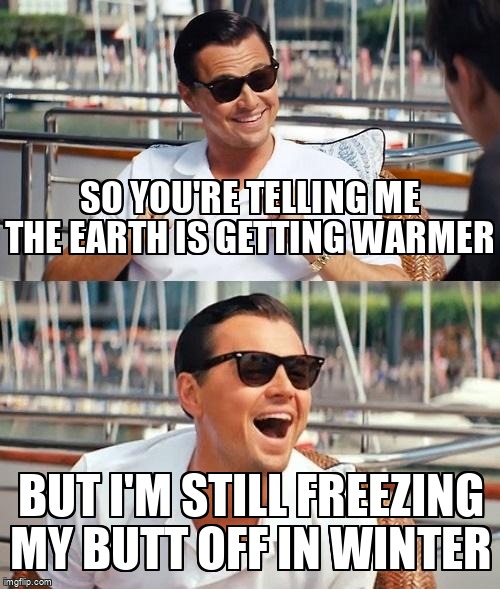 SO YOU'RE TELLING ME
THE EARTH IS GETTING WARMER
BUT I'M STILL FREEZING
MY BUTT OFF IN WINTER
imgflip.com